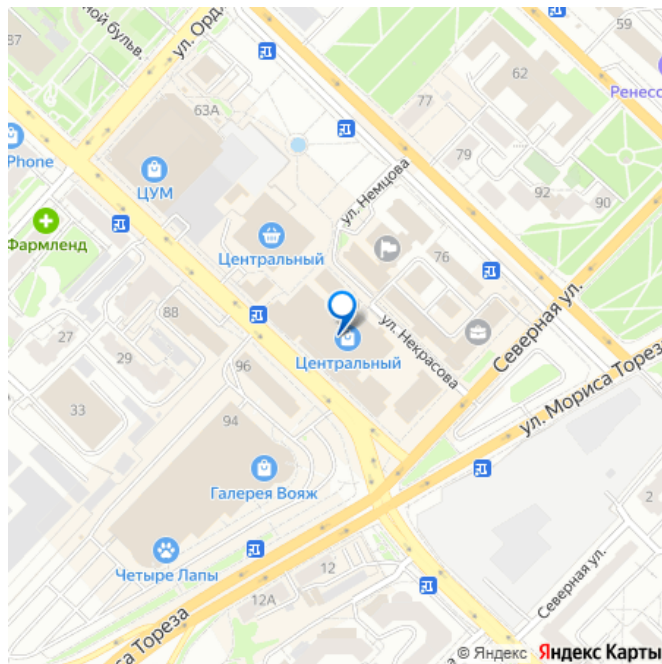 87
ной бульв.
ул. Орд
59
62
Ренесс
63А
77
79
92
90
Phone
ЦУМ
ул. Немцова
Фармленд
Центральный
76
88
27
29
ул. Некрасова
Северная ул.
Центральный
96
33
94
ул. Мориса Тореза
Галерея Вояж
2
Четыре Лапы
12
12А
Северная ул.
а Тореза
© Яндекс Яндекс Карты